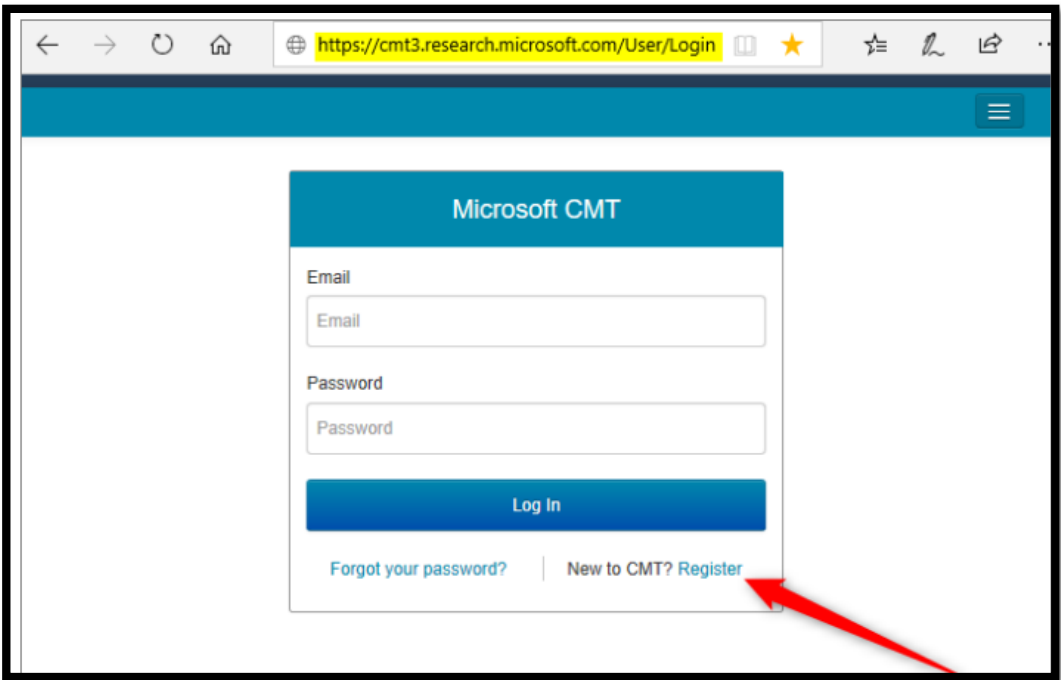 https://cmt3.research.microsoft.com/User/Login
Microsoft CMT
Email
Email
Password
Password
Log In
Forgot your password? New to CMT? Register